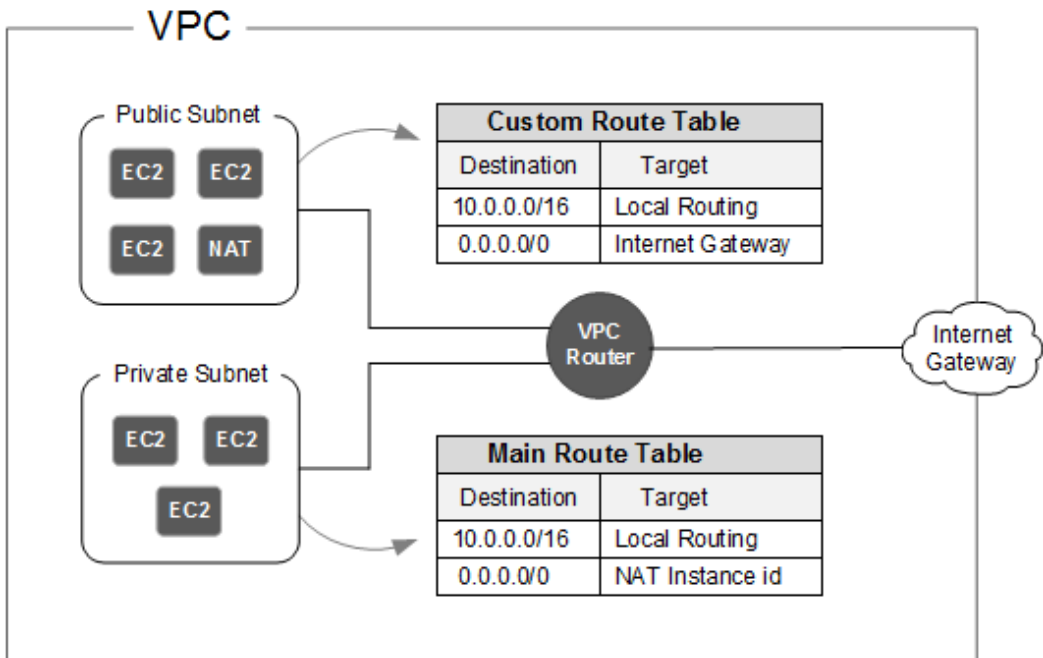 VPC
Public Subnet
EC2 EC2
EC2 NAT
Custom Route Table
Destination Target
10.0.0.0/16 Local Routing
0.0.0.0/0 Internet Gateway
VPC
Router
Internet
Gateway
Private Subnet
EC2 EC2
EC2
Main Route Table
Destination Target
10.0.0.0/16 Local Routing
0.0.0.0/0 NAT Instance id